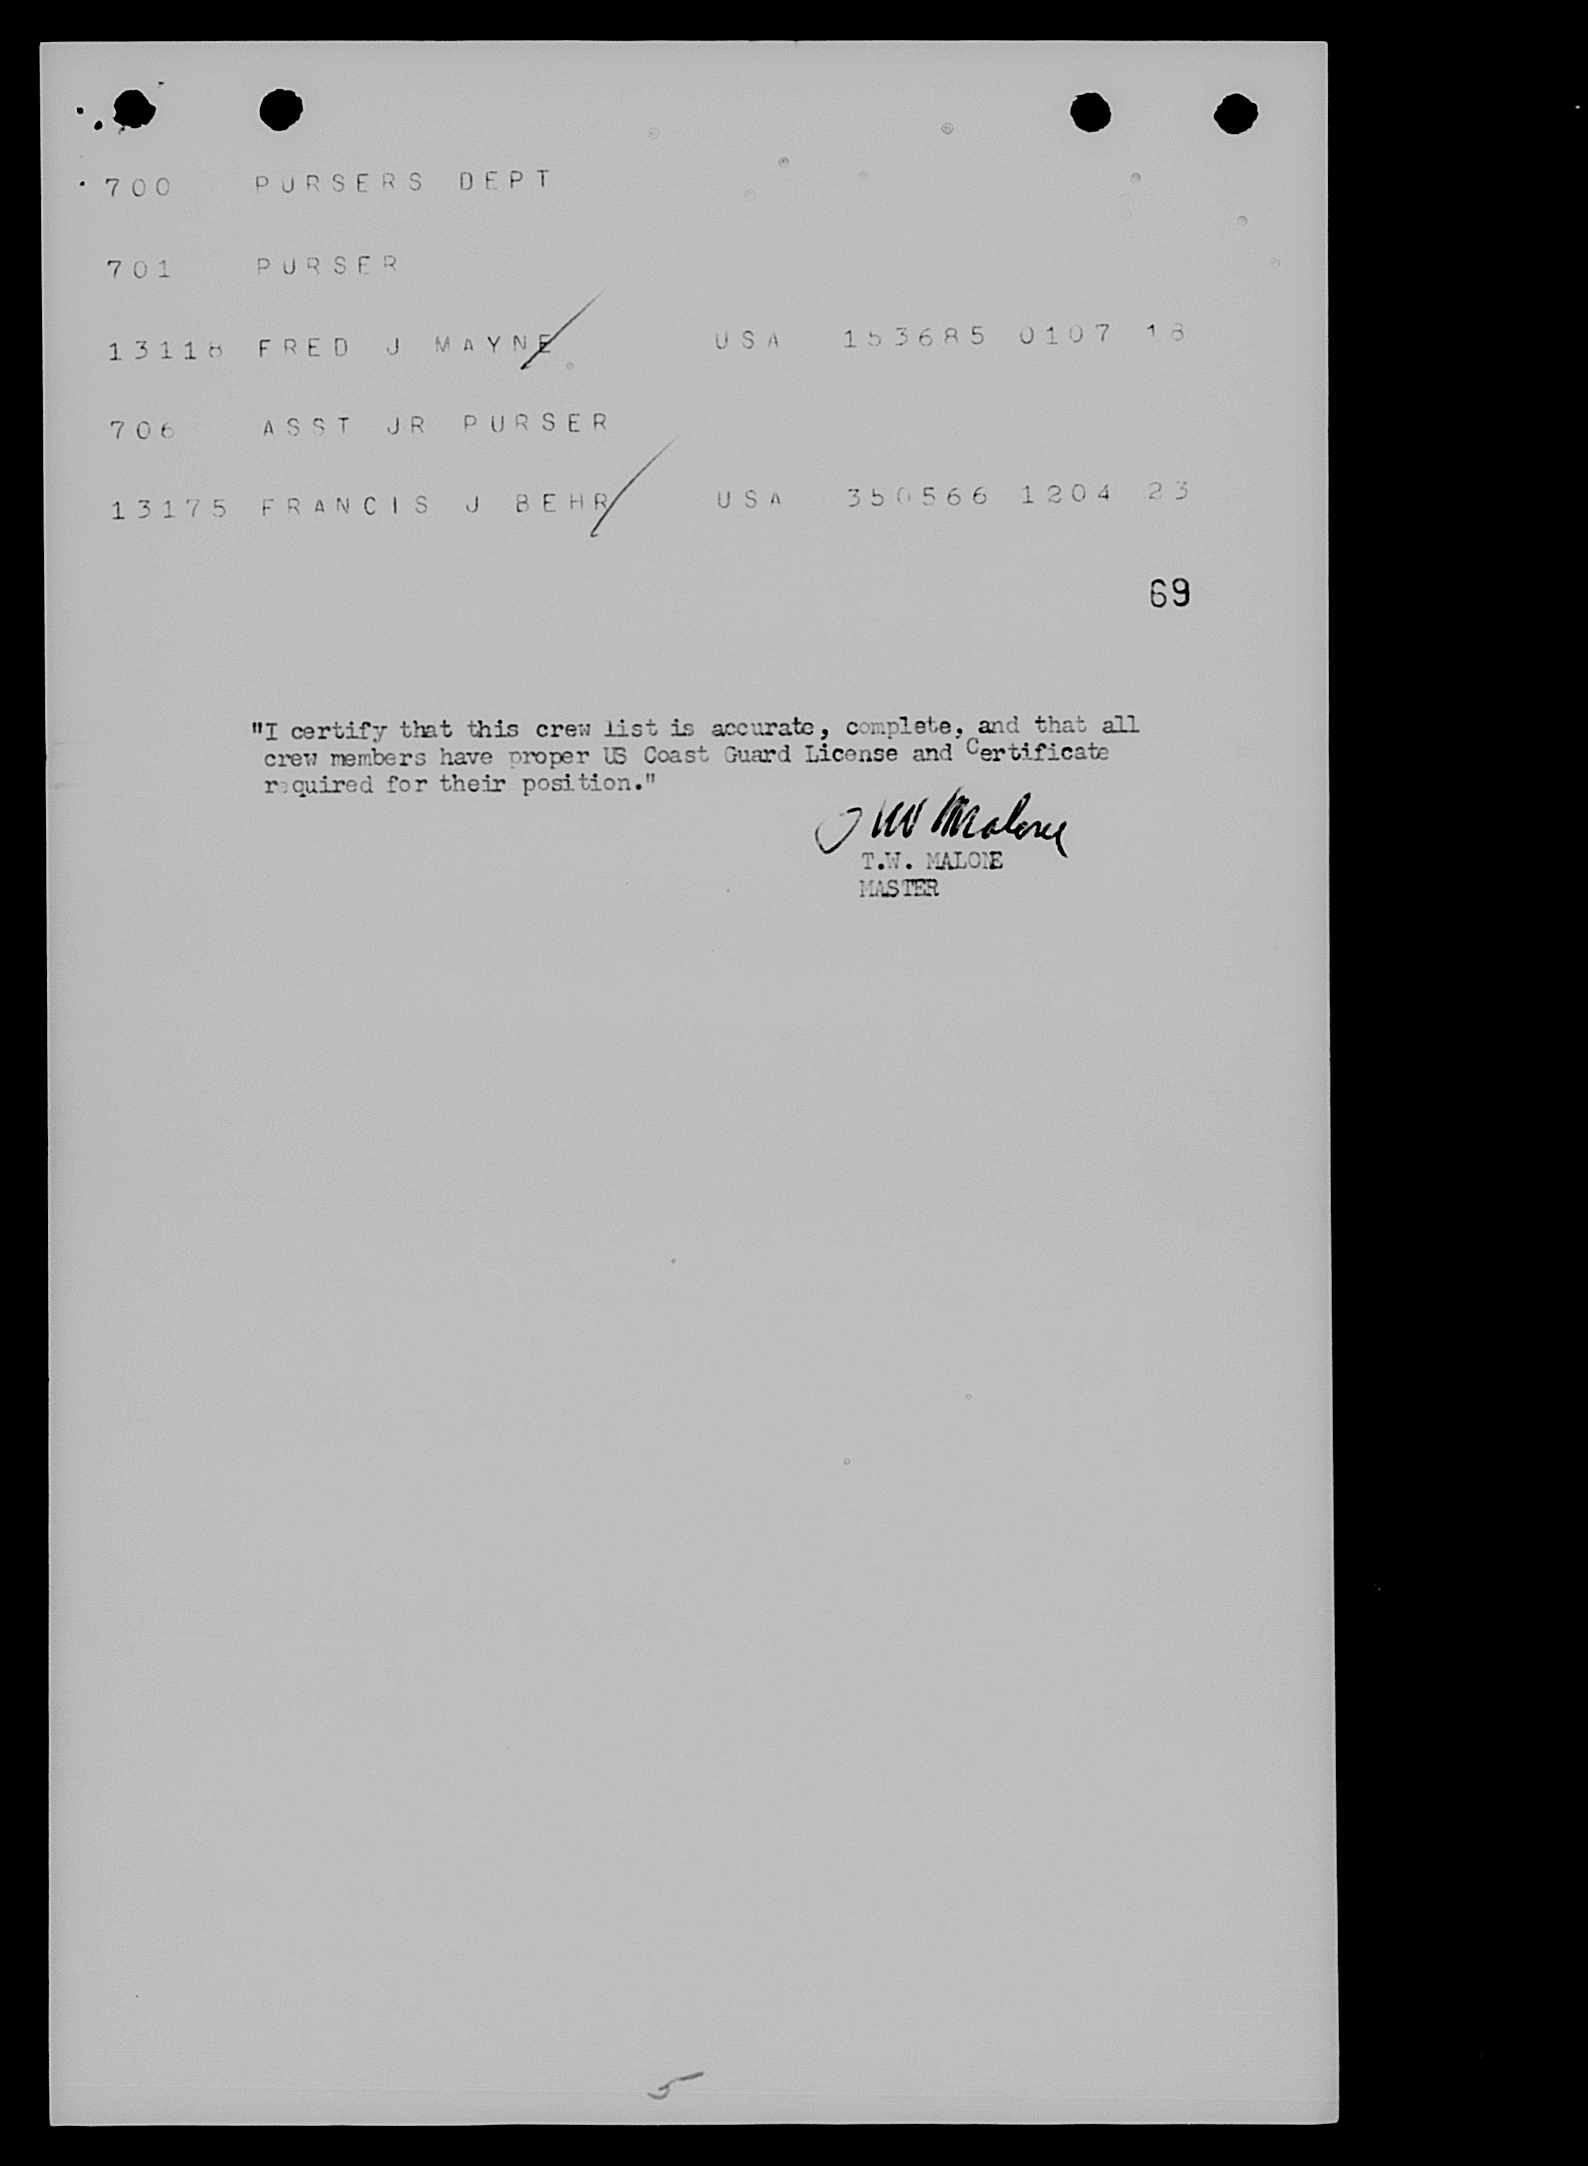 700 PURSERS DEPT
701 PURSER
13118 FRED J MAYNE USA 153685 0107 18
706 ASST JR PURSER
13175 FRANCIS J BEHR USA 350566 1204 23
69
"I certify that this crew list is accurate, complete, and that all
crew members have proper US Coast Guard License and Certificate
required for their position."
T W Malone
T.W. MALONE
MASTER
5